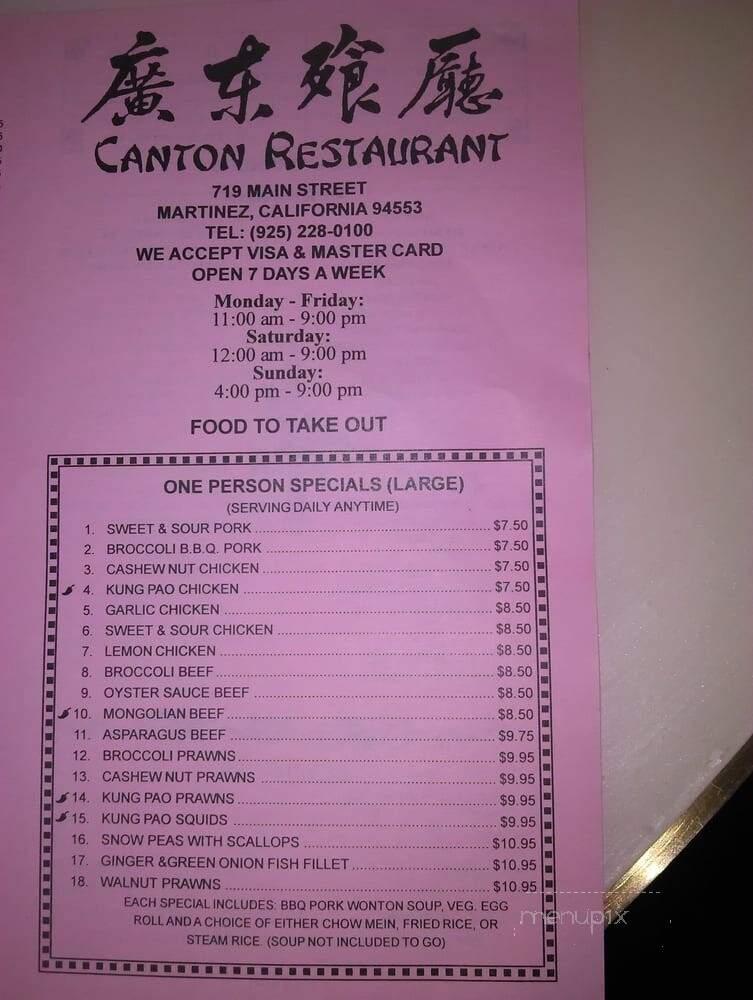 廣东飱廳
CANTON RESTAURANT
719 MAIN STREET
MARTINEZ, CALIFORNIA 94553
TEL: (925) 228-0100
WE ACCEPT VISA & MASTER CARD
OPEN 7 DAYS A WEEK
Monday - Friday:
11:00 am - 9:00 pm
Saturday:
12:00 am - 9:00 pm
Sunday:
4:00 pm - 9:00 pm
FOOD TO TAKE OUT
ONE PERSON SPECIALS (LARGE)
(SERVING DAILY ANYTIME)
1. SWEET & SOUR PORK $7.50
2. BROCCOLI B.B.Q. PORK $7.50
3. CASHEW NUT CHICKEN $7.50
4. KUNG PAO CHICKEN $7.50
5. GARLIC CHICKEN $8.50
6. SWEET & SOUR CHICKEN $8.50
7. LEMON CHICKEN $8.50
8. BROCCOLI BEEF $8.50
9. OYSTER SAUCE BEEF $8.50
10. MONGOLIAN BEEF $8.50
11. ASPARAGUS BEEF $9.75
12. BROCCOLI PRAWNS $9.95
13. CASHEW NUT PRAWNS $9.95
14. KUNG PAO PRAWNS $9.95
15. KUNG PAO SQUIDS $9.95
16. SNOW PEAS WITH SCALLOPS $10.95
17. GINGER &GREEN ONION FISH FILLET $10.95
18. WALNUT PRAWNS $10.95
EACH SPECIAL INCLUDES: BBQ PORK WONTON SOUP, VEG. EGG
ROLL AND A CHOICE OF EITHER CHOW MEIN, FRIED RICE, OR
STEAM RICE. (SOUP NOT INCLUDED TO GO)
menupix